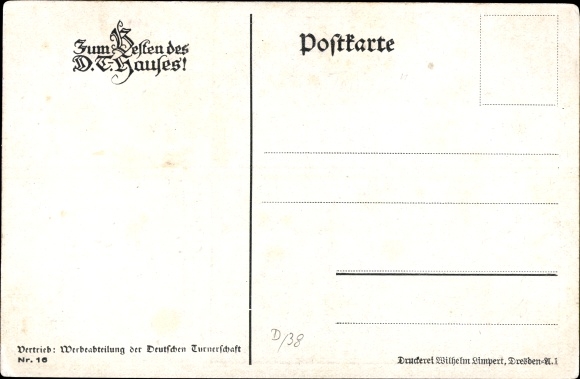 Zum Besten des
D. T. Hauses!
Postkarte
D/38
Vertrieb: Werbeabteilung der Deutschen Turnerschaft
Nr. 16
Druckerei Wilhelm Limpert, Dresden-A. 1